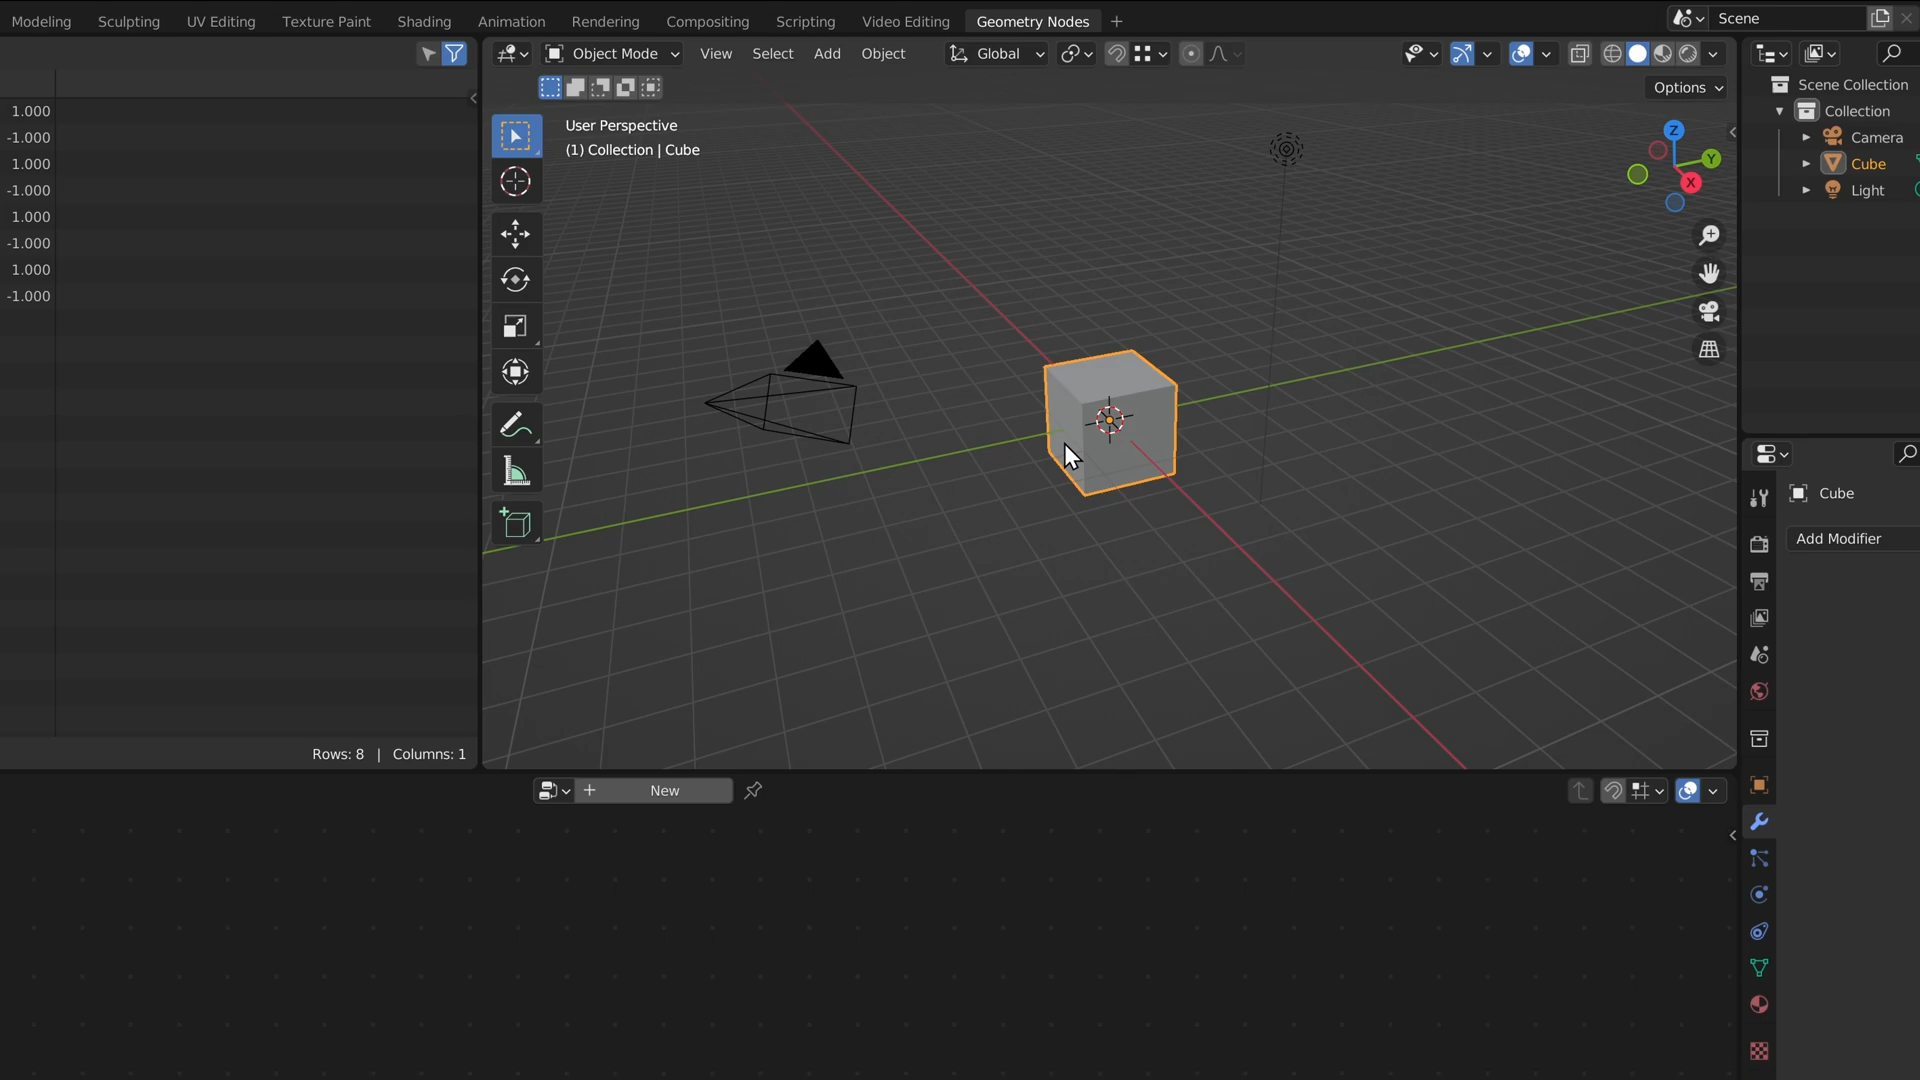 Modeling Sculpting UV Editing Texture Paint Shading Animation Rendering Compositing Scripting Video Editing Geometry Nodes + Scene
Object Mode View Select Add Object Global
Options
1.000
-1.000
1.000
-1.000
1.000
-1.000
1.000
-1.000
Rows: 8 | Columns: 1
User Perspective
(1) Collection | Cube
Z
Y
X
Scene Collection
Collection
Camera
Cube
Light
Cube
Add Modifier
+ New